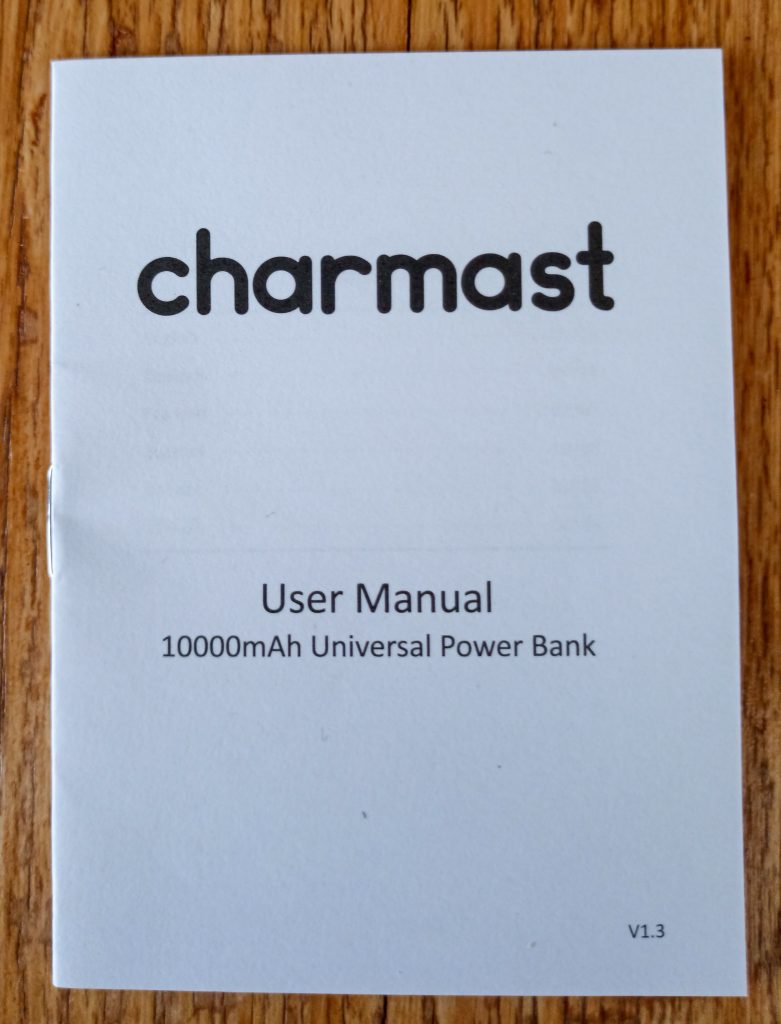 charmast
User Manual
10000mAh Universal Power Bank
V1.3